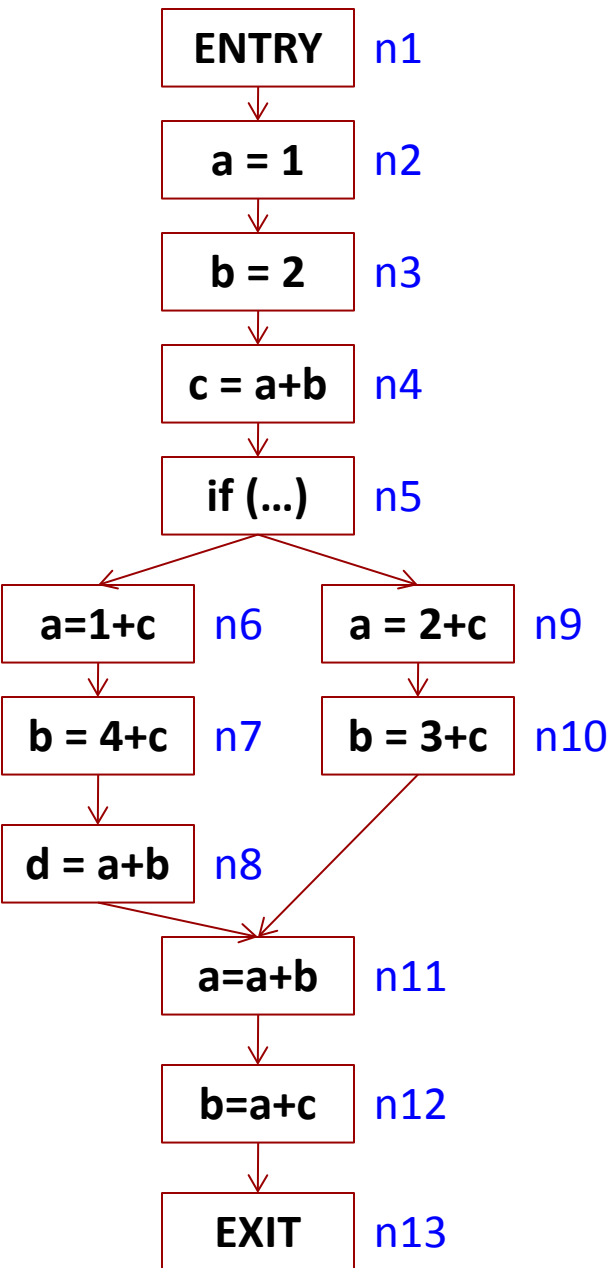 ENTRY n1
a = 1 n2
b = 2 n3
c = a+b n4
if (...) n5
a=1+c n6 a = 2+c n9
b = 4+c n7 b = 3+c n10
d = a+b n8
a=a+b n11
b=a+c n12
EXIT n13